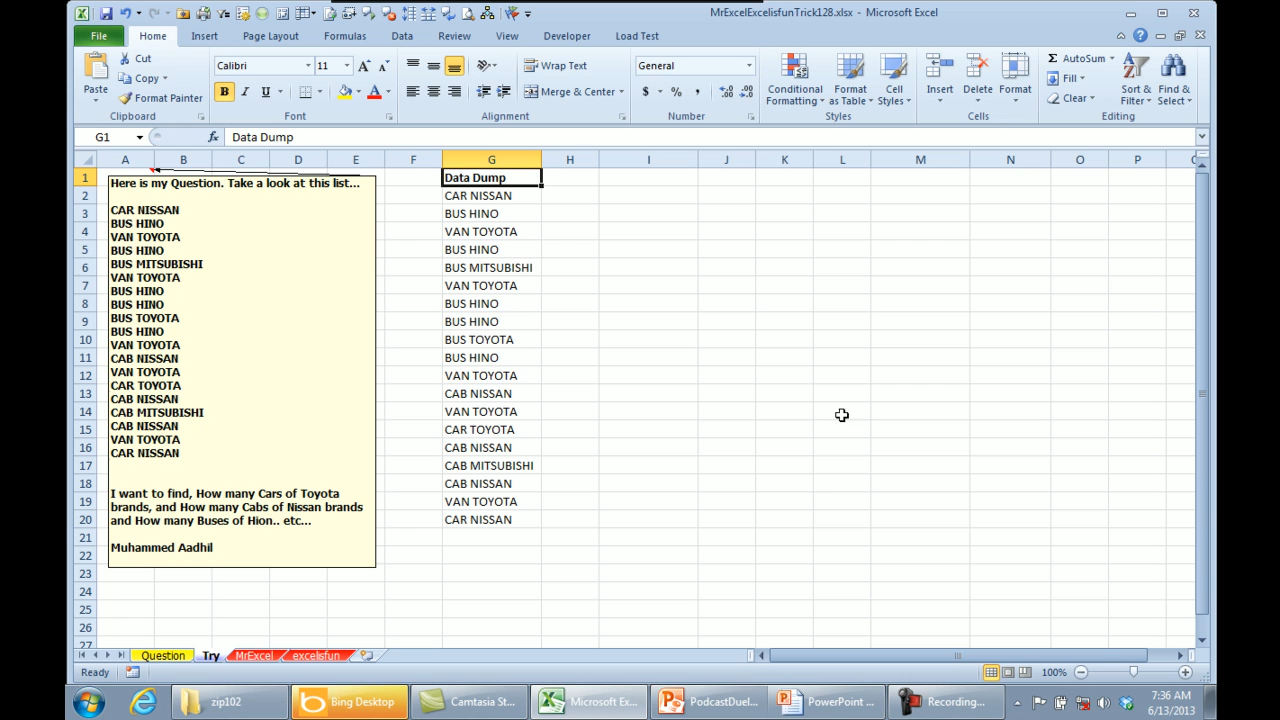 MrExcelExcelisfunTrick128.xlsx - Microsoft Excel
File Home Insert Page Layout Formulas Data Review View Developer Load Test
Paste
Cut
Copy
Format Painter
Clipboard
Calibri 11
B I U A
Font
Wrap Text
Merge & Center
Alignment
General
$ % ,
Number
Conditional Formatting
Format as Table
Cell Styles
Styles
Insert Delete Format
Cells
Σ AutoSum
Fill
Clear
Sort & Filter
Find & Select
Editing
G1 fx Data Dump
A B C D E F G H I J K L M N O P
1 Data Dump
2 CAR NISSAN
3 BUS HINO
4 VAN TOYOTA
5 BUS HINO
6 BUS MITSUBISHI
7 VAN TOYOTA
8 BUS HINO
9 BUS HINO
10 BUS TOYOTA
11 BUS HINO
12 VAN TOYOTA
13 CAB NISSAN
14 VAN TOYOTA
15 CAR TOYOTA
16 CAB NISSAN
17 CAB MITSUBISHI
18 CAB NISSAN
19 VAN TOYOTA
20 CAR NISSAN
21
22
23
24
25
26
27
Here is my Question. Take a look at this list...
CAR NISSAN
BUS HINO
VAN TOYOTA
BUS HINO
BUS MITSUBISHI
VAN TOYOTA
BUS HINO
BUS HINO
BUS TOYOTA
BUS HINO
VAN TOYOTA
CAB NISSAN
VAN TOYOTA
CAR TOYOTA
CAB NISSAN
CAB MITSUBISHI
CAB NISSAN
VAN TOYOTA
CAR NISSAN
I want to find, How many Cars of Toyota
brands, and How many Cabs of Nissan brands
and How many Buses of Hion.. etc...
Muhammed Aadhil
Question Try MrExcel excelisfun
Ready 100%
zip102 Bing Desktop Camtasia St... Microsoft Ex... PodcastDuel... PowerPoint ... Recording...
7:36 AM
6/13/2013